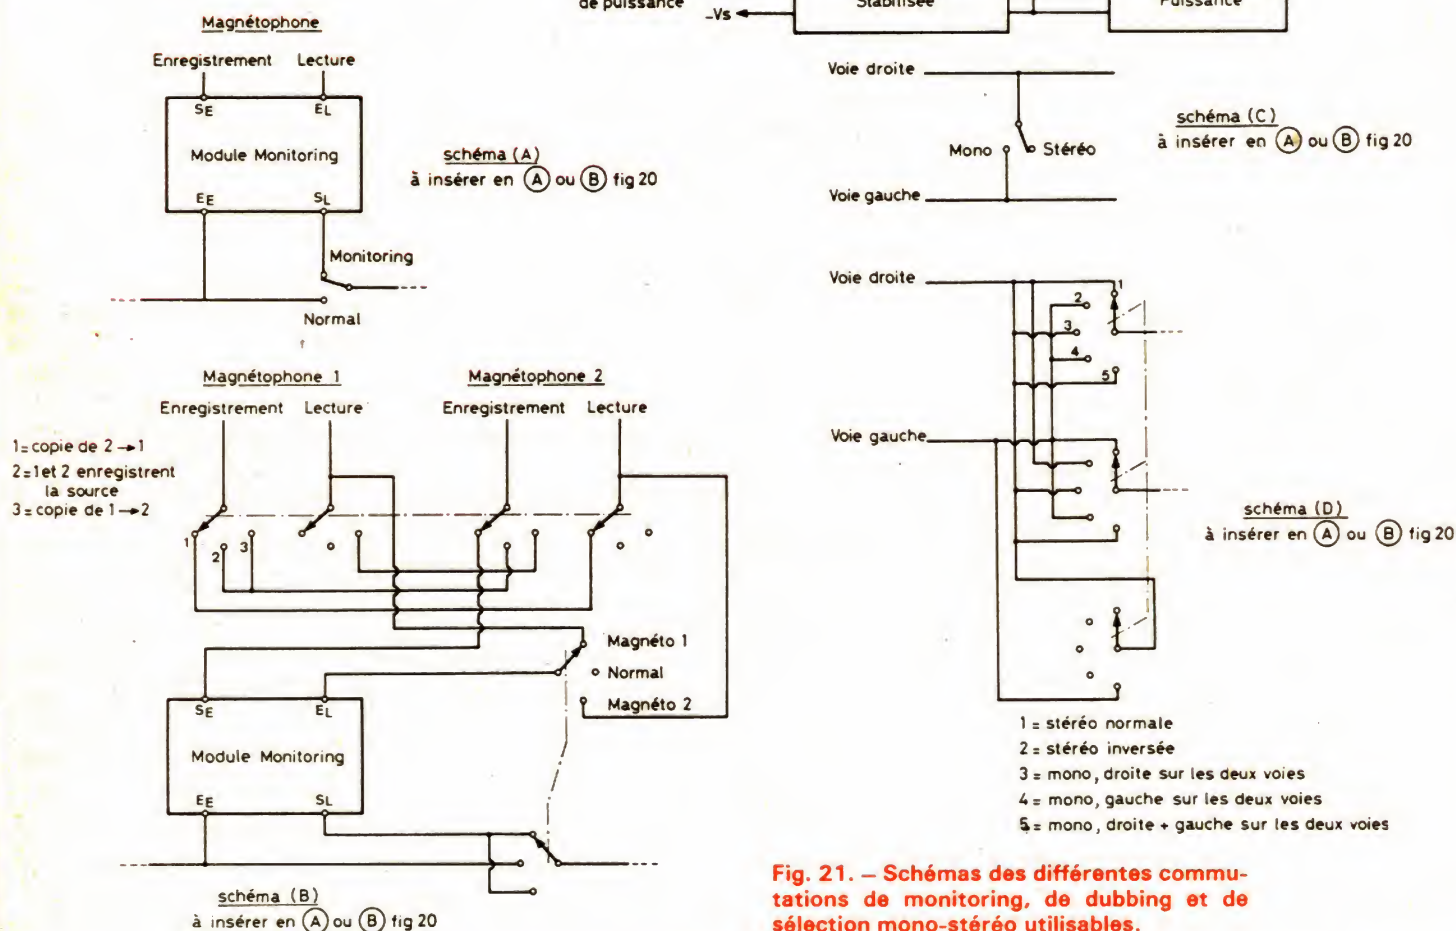 de puissance
-Vs
Stabilisée
Puissance
Magnétophone
Enregistrement Lecture
SE EL
Module Monitoring
EE SL
Monitoring
Normal
schéma (A)
à insérer en A ou B fig 20
Voie droite
Mono Stéréo
Voie gauche
schéma (C)
à insérer en A ou B fig 20
Magnétophone 1 Magnétophone 2
Enregistrement Lecture Enregistrement Lecture
1=copie de 2→1
2=1et 2 enregistrent
la source
3=copie de 1→2
1 2 3
Magnéto 1
Normal
Magnéto 2
SE EL
Module Monitoring
EE SL
schéma (B)
à insérer en A ou B fig 20
Voie droite
1
2
3
4
5
Voie gauche
schéma (D)
à insérer en A ou B fig 20
1 = stéréo normale
2 = stéréo inversée
3 = mono, droite sur les deux voies
4 = mono, gauche sur les deux voies
5 = mono, droite + gauche sur les deux voies
Fig. 21. – Schémas des différentes commu-
tations de monitoring, de dubbing et de
sélection mono-stéréo utilisables.